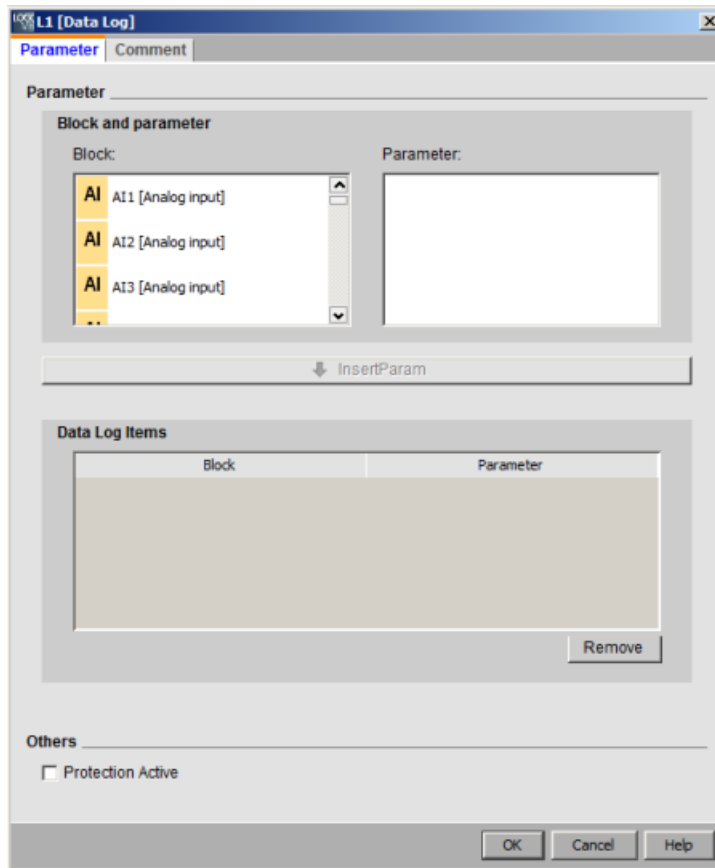 L1 [Data Log]
Parameter Comment
Parameter
Block and parameter
Block: Parameter:
AI AI1 [Analog input]
AI AI2 [Analog input]
AI AI3 [Analog input]
InsertParam
Data Log Items
Block Parameter
Remove
Others
Protection Active
OK Cancel Help